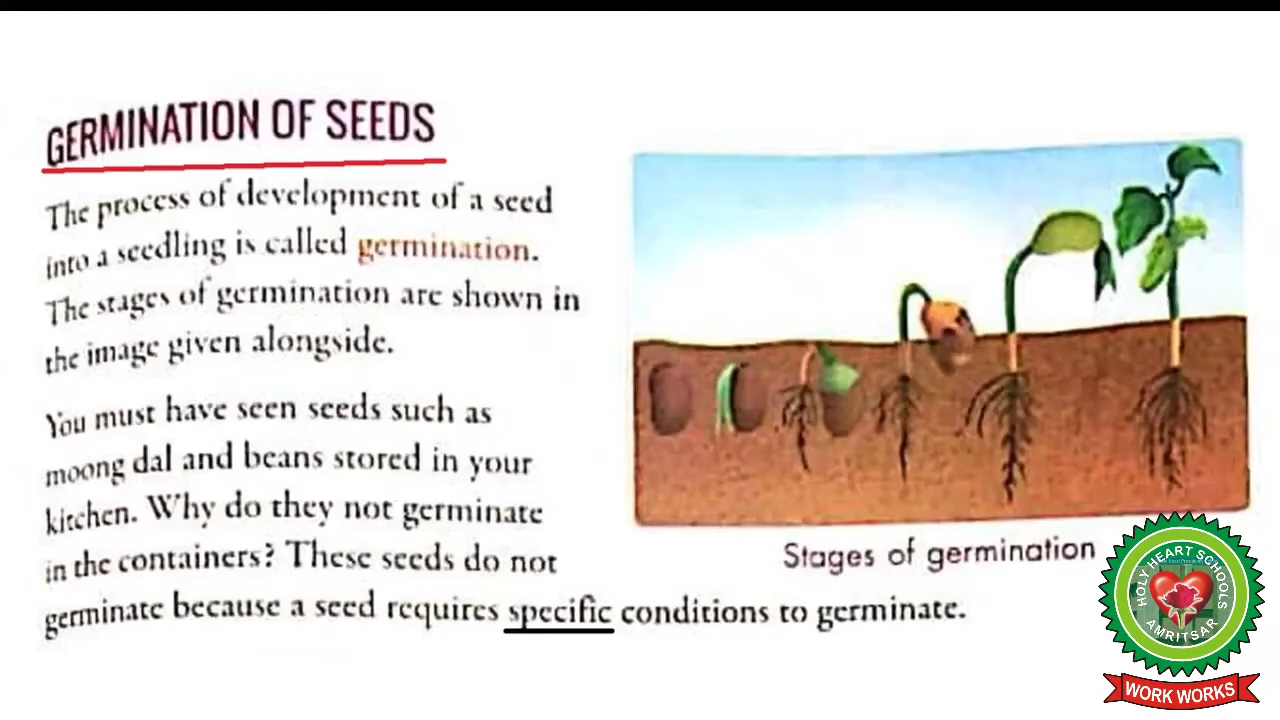 GERMINATION OF SEEDS
The process of development of a seed
into a seedling is called germination.
The stages of germination are shown in
the image given alongside.
You must have seen seeds such as
moong dal and beans stored in your
kitchen. Why do they not germinate
in the containers? These seeds do not
germinate because a seed requires specific conditions to germinate.
Stages of germination
HOLY HEART SCHOOLS
AMRITSAR
WORK WORKS